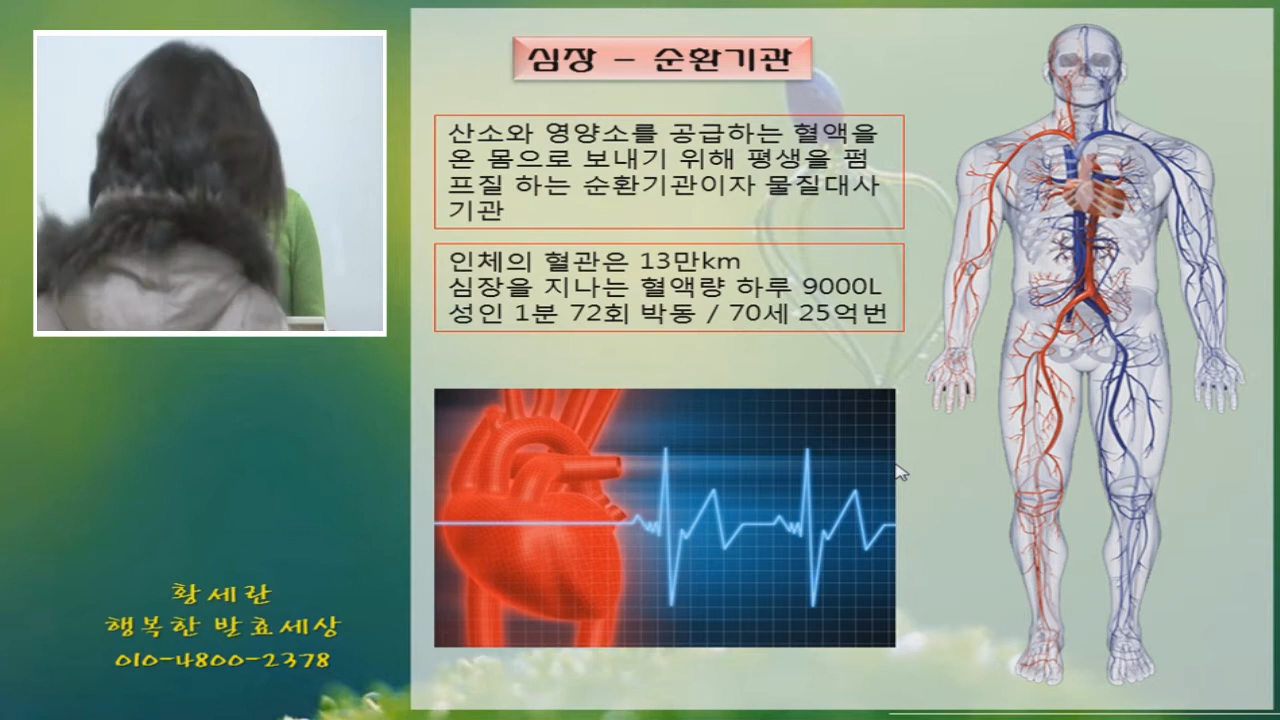 심장 - 순환기관
산소와 영양소를 공급하는 혈액을
온 몸으로 보내기 위해 평생을 펌
프질 하는 순환기관이자 물질대사
기관
인체의 혈관은 13만km
심장을 지나는 혈액량 하루 9000L
성인 1분 72회 박동 / 70세 25억번
황세란
행복한 발효세상
010-4800-2378